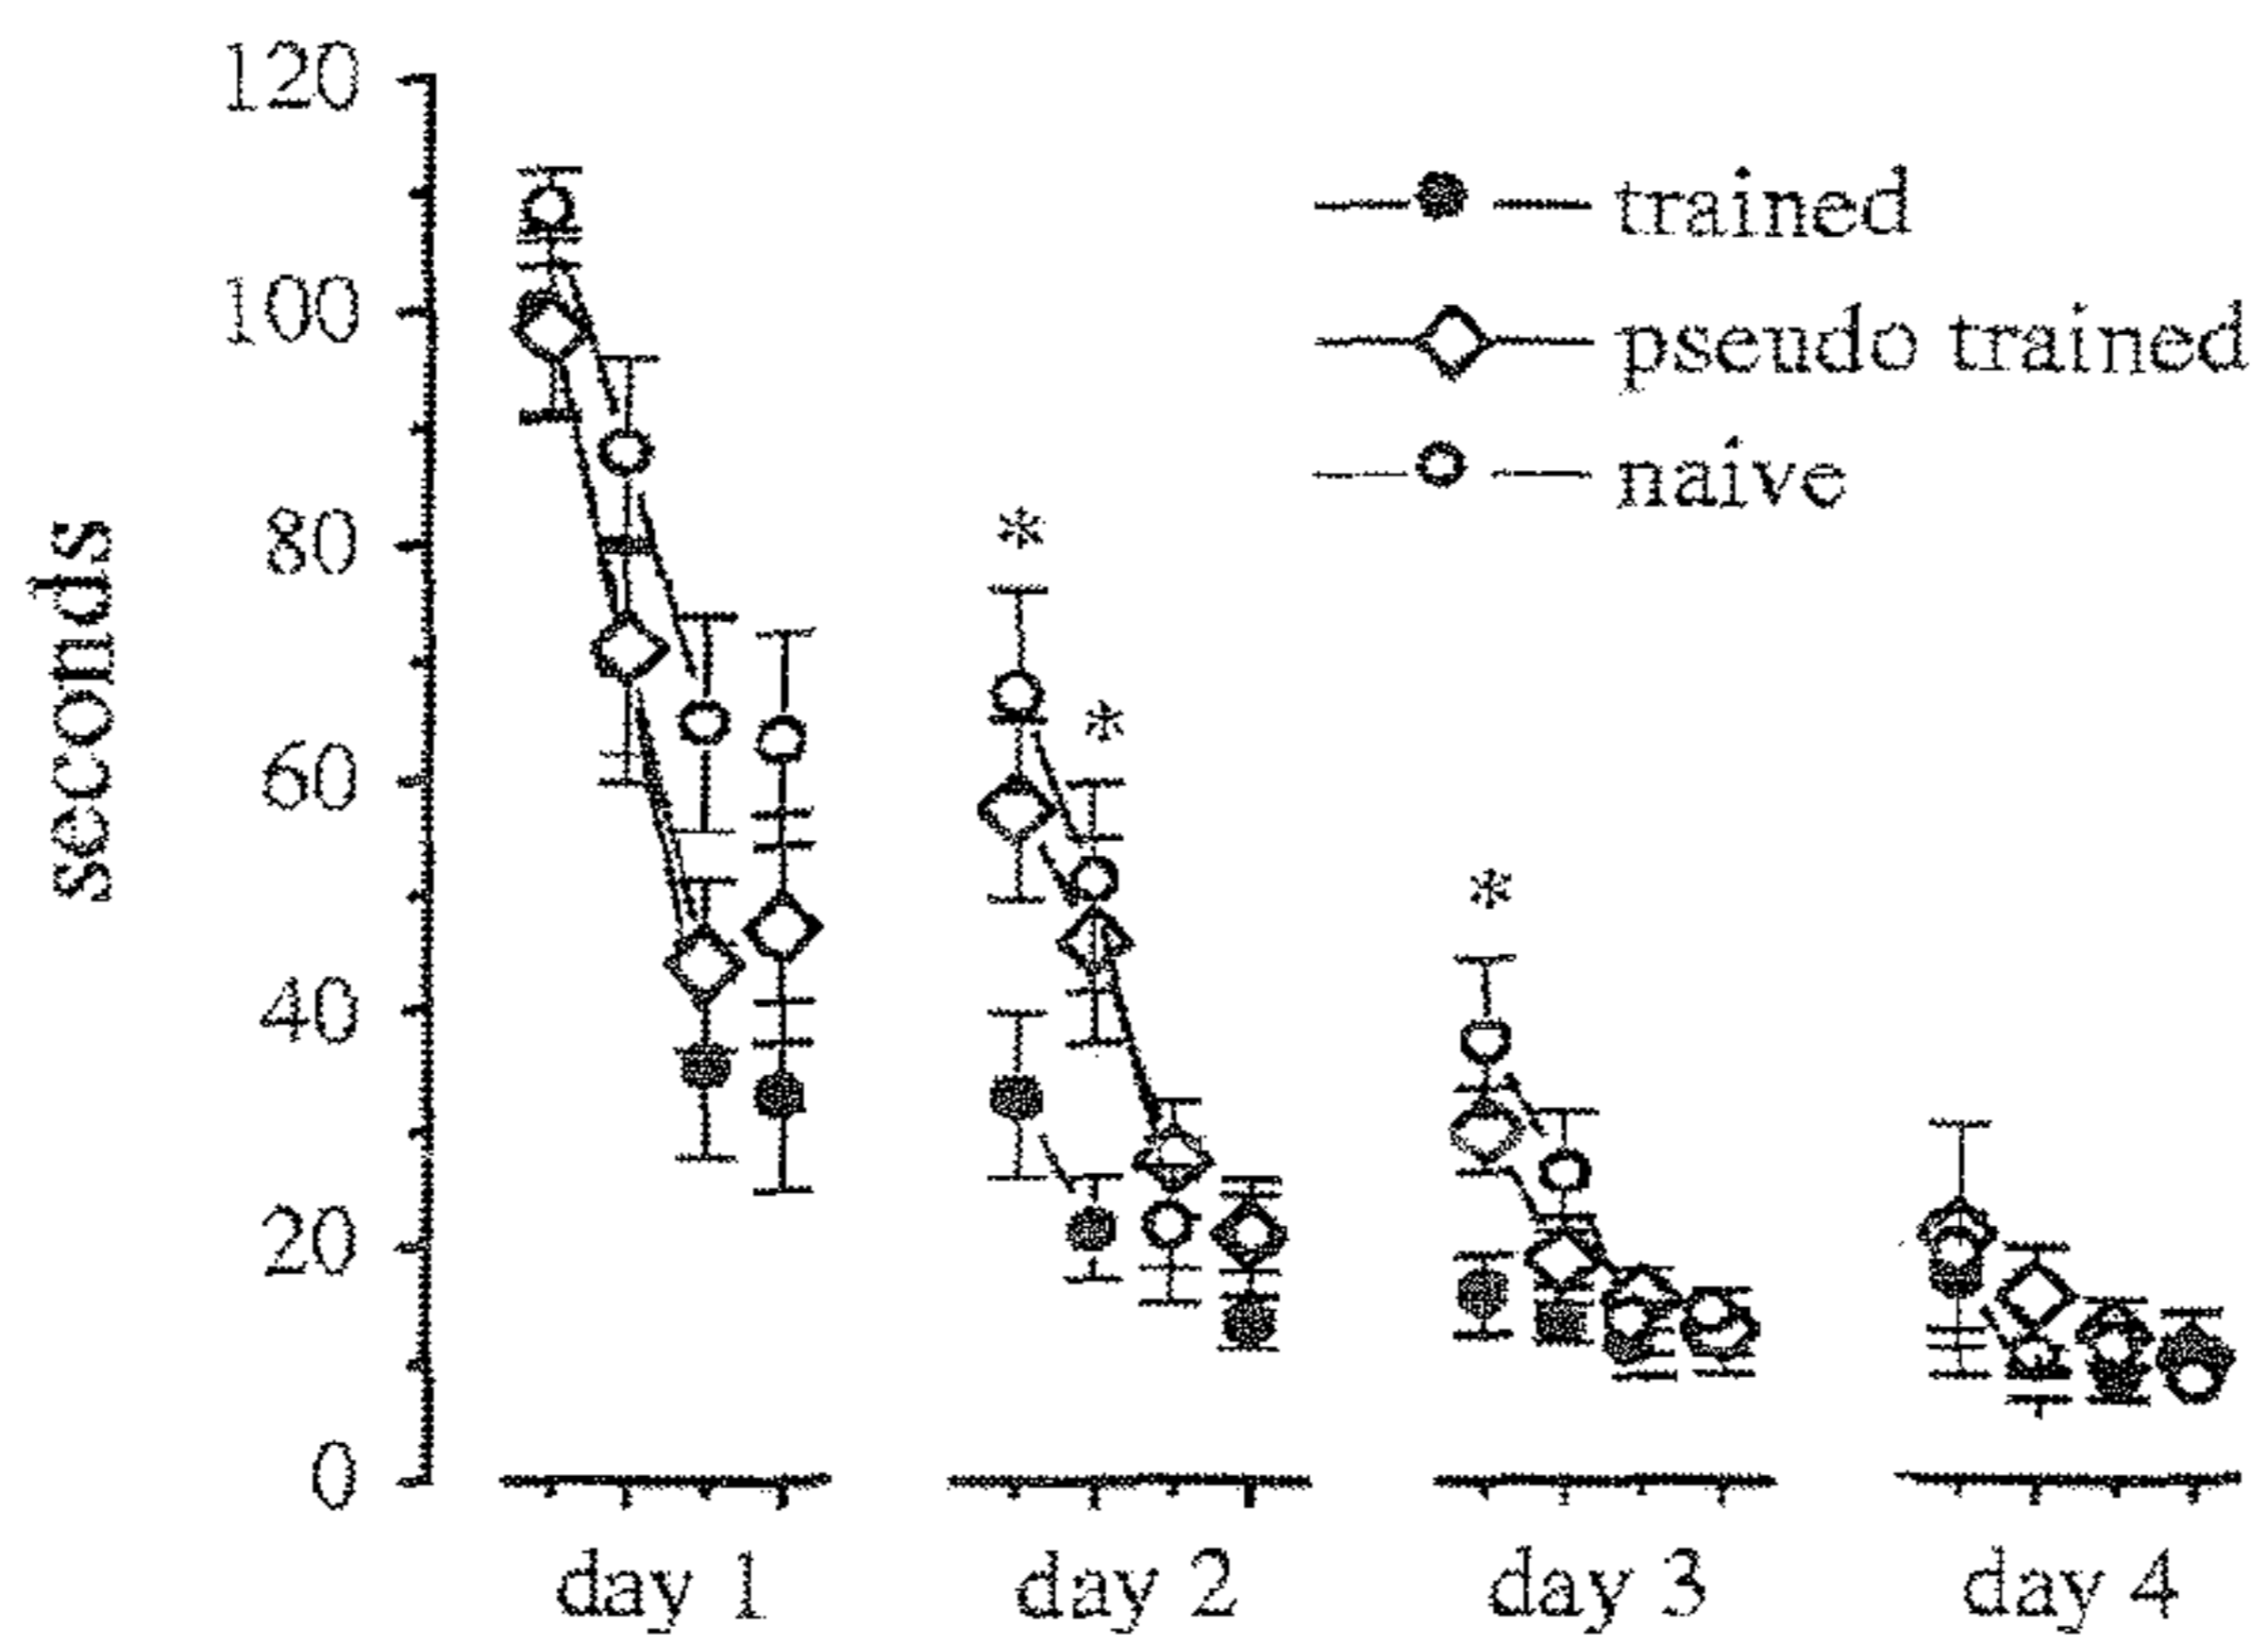 120
100
80
60
40
20
0
seconds
trained
pseudo trained
naive
*
*
*
day 1
day 2
day 3
day 4